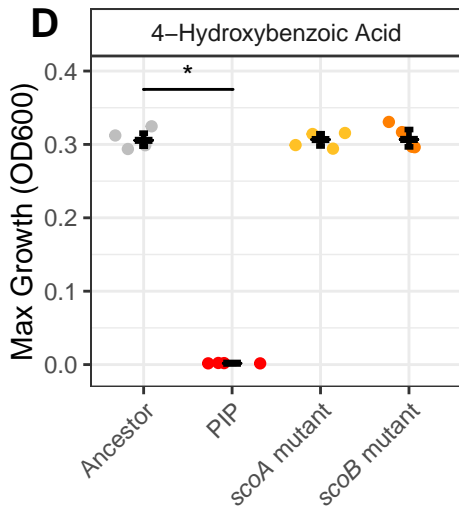 D
4−Hydroxybenzoic Acid
Max Growth (OD600)
0.4
0.3
0.2
0.1
0.0
*
Ancestor
PIP
scoA mutant
scoB mutant